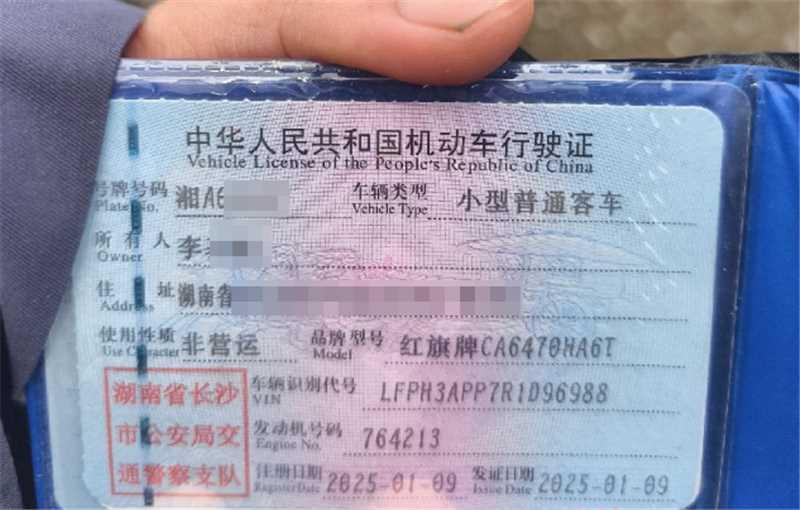 中华人民共和国机动车行驶证
Vehicle License of the People's Republic of China
号牌号码 湘A6 车辆类型 小型普通客车
Plate No. Vehicle Type
所有人 李
Owner
住址 湖南省
Address
使用性质 非营运 品牌型号 红旗牌CA6470HA6T
Use Character Model
湖南省长沙 车辆识别代号 LFPH3APP7R1D96988
VIN
市公安局交 发动机号码 764213
Engine No.
通警察支队 注册日期 2025-01-09 发证日期 2025-01-09
Register Date Issue Date